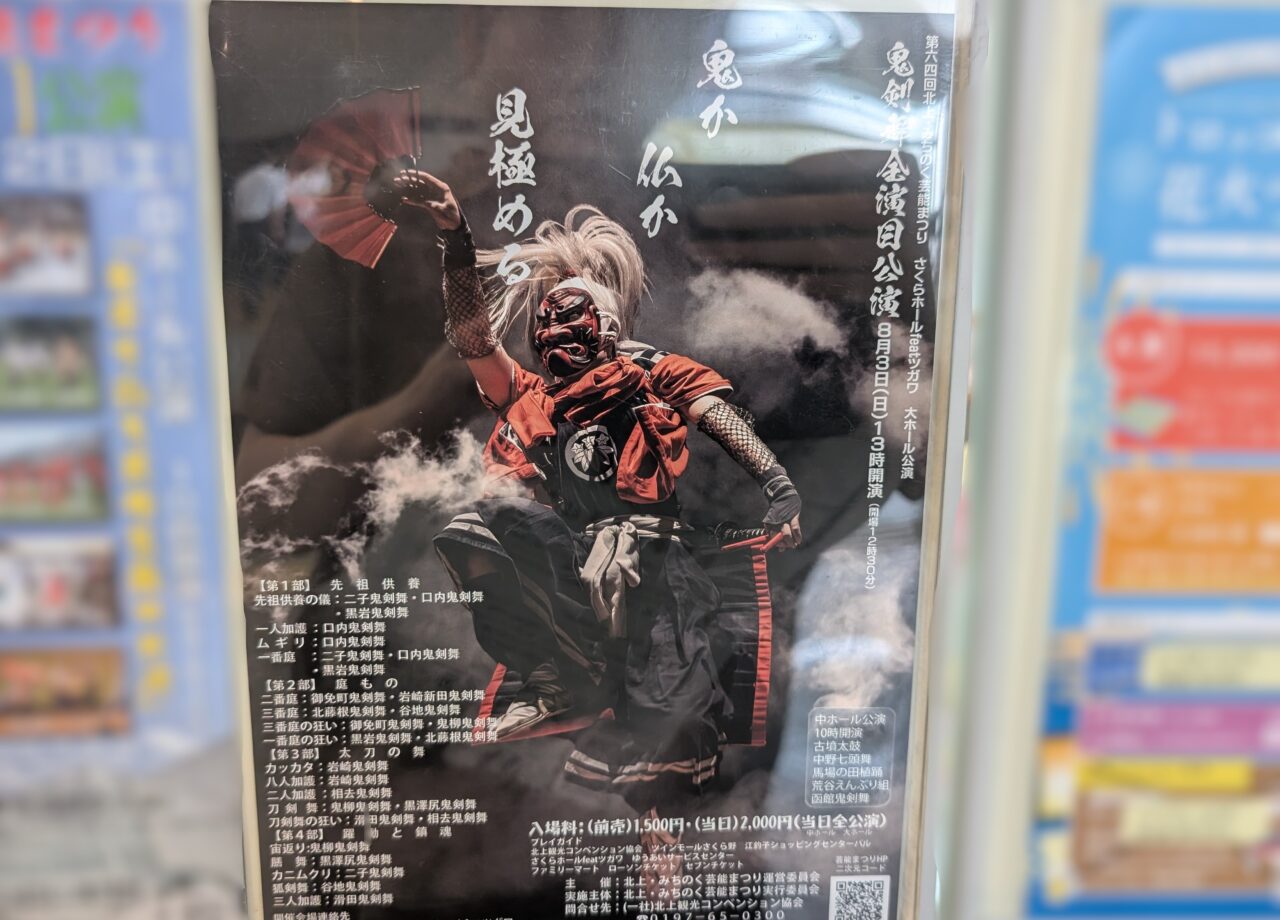 第六四回北上・みちのく芸能まつり さくらホールfeatツガワ 大ホール公演
鬼剣舞全演目公演 8月3日(日)13時開演(開場12時30分)
鬼か
仏か
見極める
【第1部】 先祖供養
先祖供養の儀:二子鬼剣舞・口内鬼剣舞
・黒岩鬼剣舞
一人加護:口内鬼剣舞
ムギリ:口内鬼剣舞
一番庭 :二子鬼剣舞・口内鬼剣舞
・黒岩鬼剣舞
【第2部】 庭もの
二番庭:御免町鬼剣舞・岩崎新田鬼剣舞
三番庭:北藤根鬼剣舞・谷地鬼剣舞
三番庭の狂い:御免町鬼剣舞・鬼柳鬼剣舞
一番庭の狂い:黒岩鬼剣舞・北藤根鬼剣舞
【第3部】 太刀の舞
カッカタ:岩崎鬼剣舞
八人加護:岩崎鬼剣舞
二人加護:相去鬼剣舞
刀剣舞:鬼柳鬼剣舞・黒澤尻鬼剣舞
刀剣舞の狂い:滑田鬼剣舞・相去鬼剣舞
【第4部】 躍動と鎮魂
宙返り:鬼柳鬼剣舞
膳舞:黒澤尻鬼剣舞
カニムクリ:二子鬼剣舞
狐剣舞:谷地鬼剣舞
三人加護:滑田鬼剣舞
開催会場連絡先
中ホール公演
10時開演
古墳太鼓
中野七頭舞
馬場の田植踊
荒谷えんぶり組
函館鬼剣舞
入場料:(前売)1,500円・(当日)2,000円(当日全公演)
中ホール 大ホール
プレイガイド
北上観光コンベンション協会 ツインモールさくら野 江釣子ショッピングセンターパル
さくらホールfeatツガワ ゆうあいサービスセンター
ファミリーマート ローソンチケット セブンチケット
主催:北上・みちのく芸能まつり運営委員会
実施主体:北上・みちのく芸能まつり実行委員会
問合せ先:(一社)北上観光コンベンション協会
☎0197-65-0300
芸能まつりHP
二次元コード